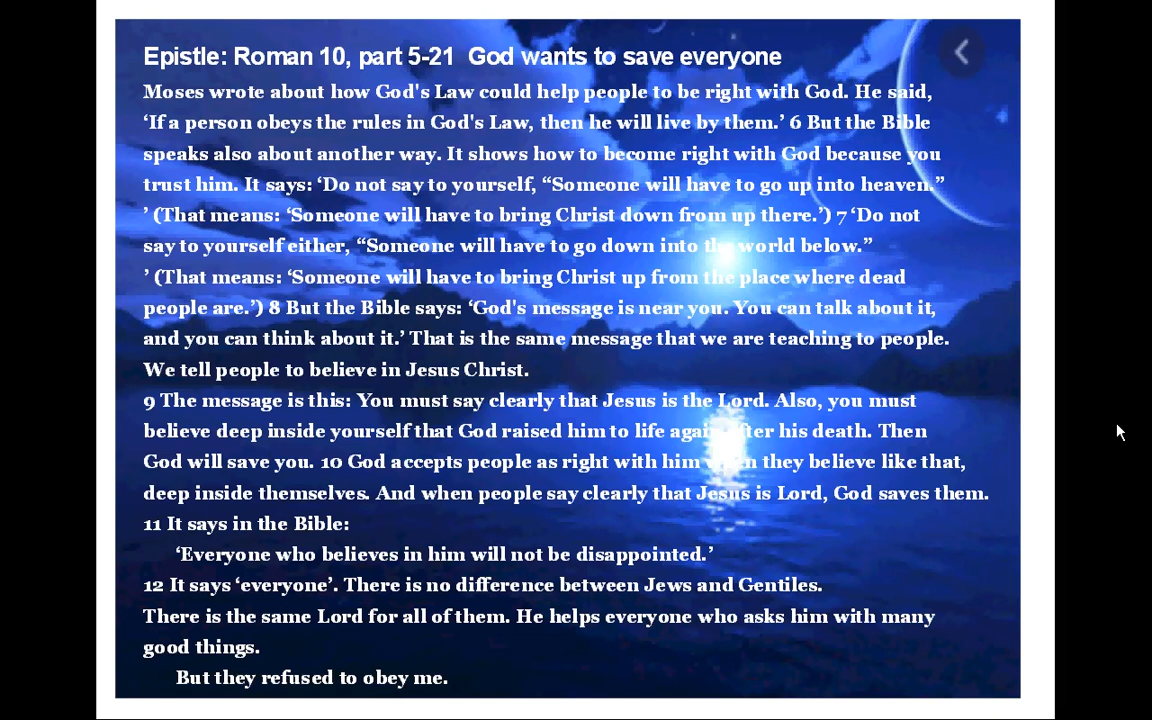 Epistle: Roman 10, part 5-21 God wants to save everyone
Moses wrote about how God's Law could help people to be right with God. He said,
‘If a person obeys the rules in God's Law, then he will live by them.’ 6 But the Bible
speaks also about another way. It shows how to become right with God because you
trust him. It says: ‘Do not say to yourself, “Someone will have to go up into heaven.”
’ (That means: ‘Someone will have to bring Christ down from up there.’) 7 ‘Do not
say to yourself either, “Someone will have to go down into the world below.”
’ (That means: ‘Someone will have to bring Christ up from the place where dead
people are.’) 8 But the Bible says: ‘God's message is near you. You can talk about it,
and you can think about it.’ That is the same message that we are teaching to people.
We tell people to believe in Jesus Christ.
9 The message is this: You must say clearly that Jesus is the Lord. Also, you must
believe deep inside yourself that God raised him to life again after his death. Then
God will save you. 10 God accepts people as right with him when they believe like that,
deep inside themselves. And when people say clearly that Jesus is Lord, God saves them.
11 It says in the Bible:
‘Everyone who believes in him will not be disappointed.’
12 It says ‘everyone’. There is no difference between Jews and Gentiles.
There is the same Lord for all of them. He helps everyone who asks him with many
good things.
But they refused to obey me.